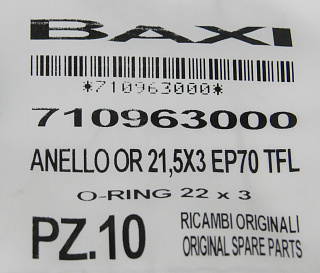 BAXI
*710963000*
710963000
ANELLO OR 21,5X3 EP70 TFL
O-RING 22 x 3
PZ.10
RICAMBI ORIGINALI
ORIGINAL SPARE PARTS